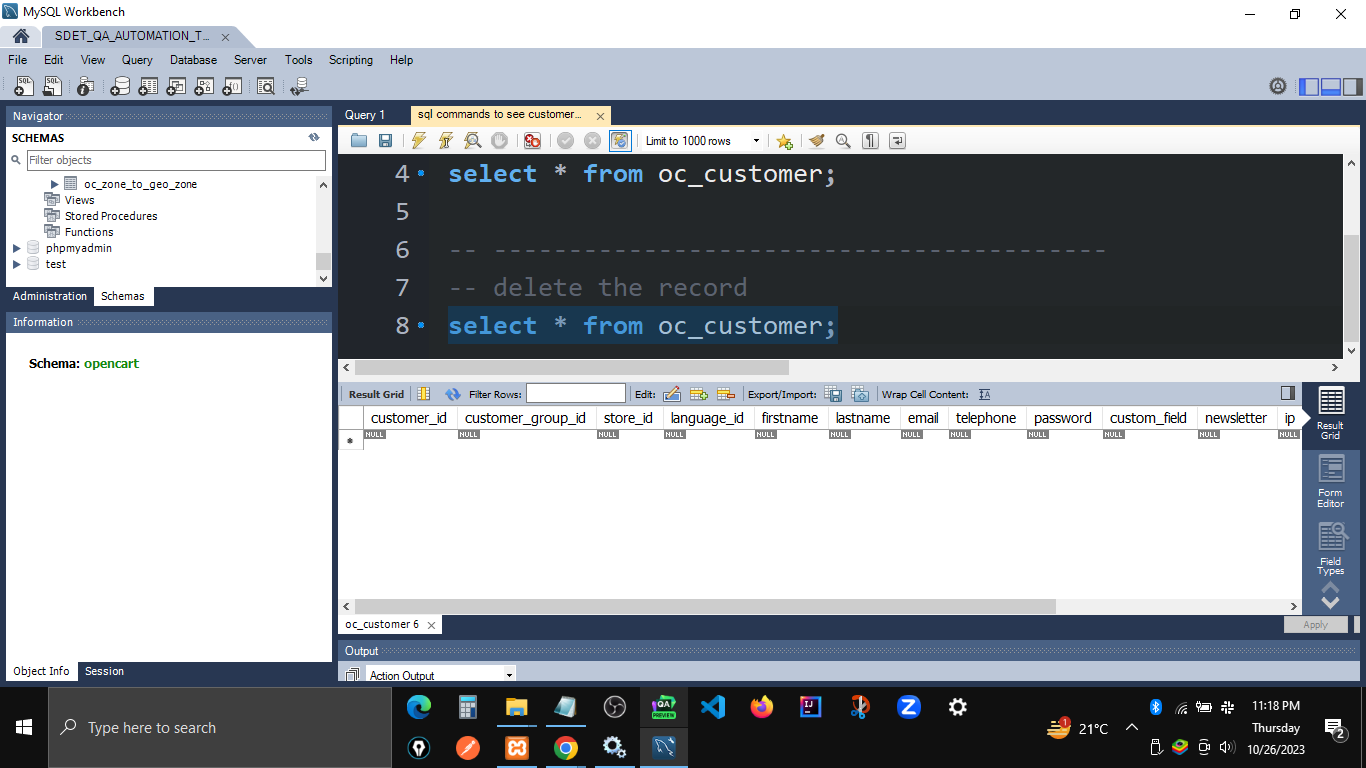 MySQL Workbench
SDET_QA_AUTOMATION_T...
File Edit View Query Database Server Tools Scripting Help
Navigator
SCHEMAS
Filter objects
oc_zone_to_geo_zone
Views
Stored Procedures
Functions
phpmyadmin
test
Administration Schemas
Information
Schema: opencart
Object Info Session
Query 1 sql commands to see customer...
Limit to 1000 rows
4 select * from oc_customer;
5
6 -- -----------------------------------------
7 -- delete the record
8 select * from oc_customer;
Result Grid Filter Rows: Edit: Export/Import: Wrap Cell Content:
customer_id customer_group_id store_id language_id firstname lastname email telephone password custom_field newsletter ip
NULL NULL NULL NULL NULL NULL NULL NULL NULL NULL NULL NULL
Result
Grid
Form
Editor
Field
Types
oc_customer 6
Apply
Output
Action Output
Type here to search
QA
PREVIEW
IJ
1
21°C
11:18 PM
Thursday
10/26/2023
2